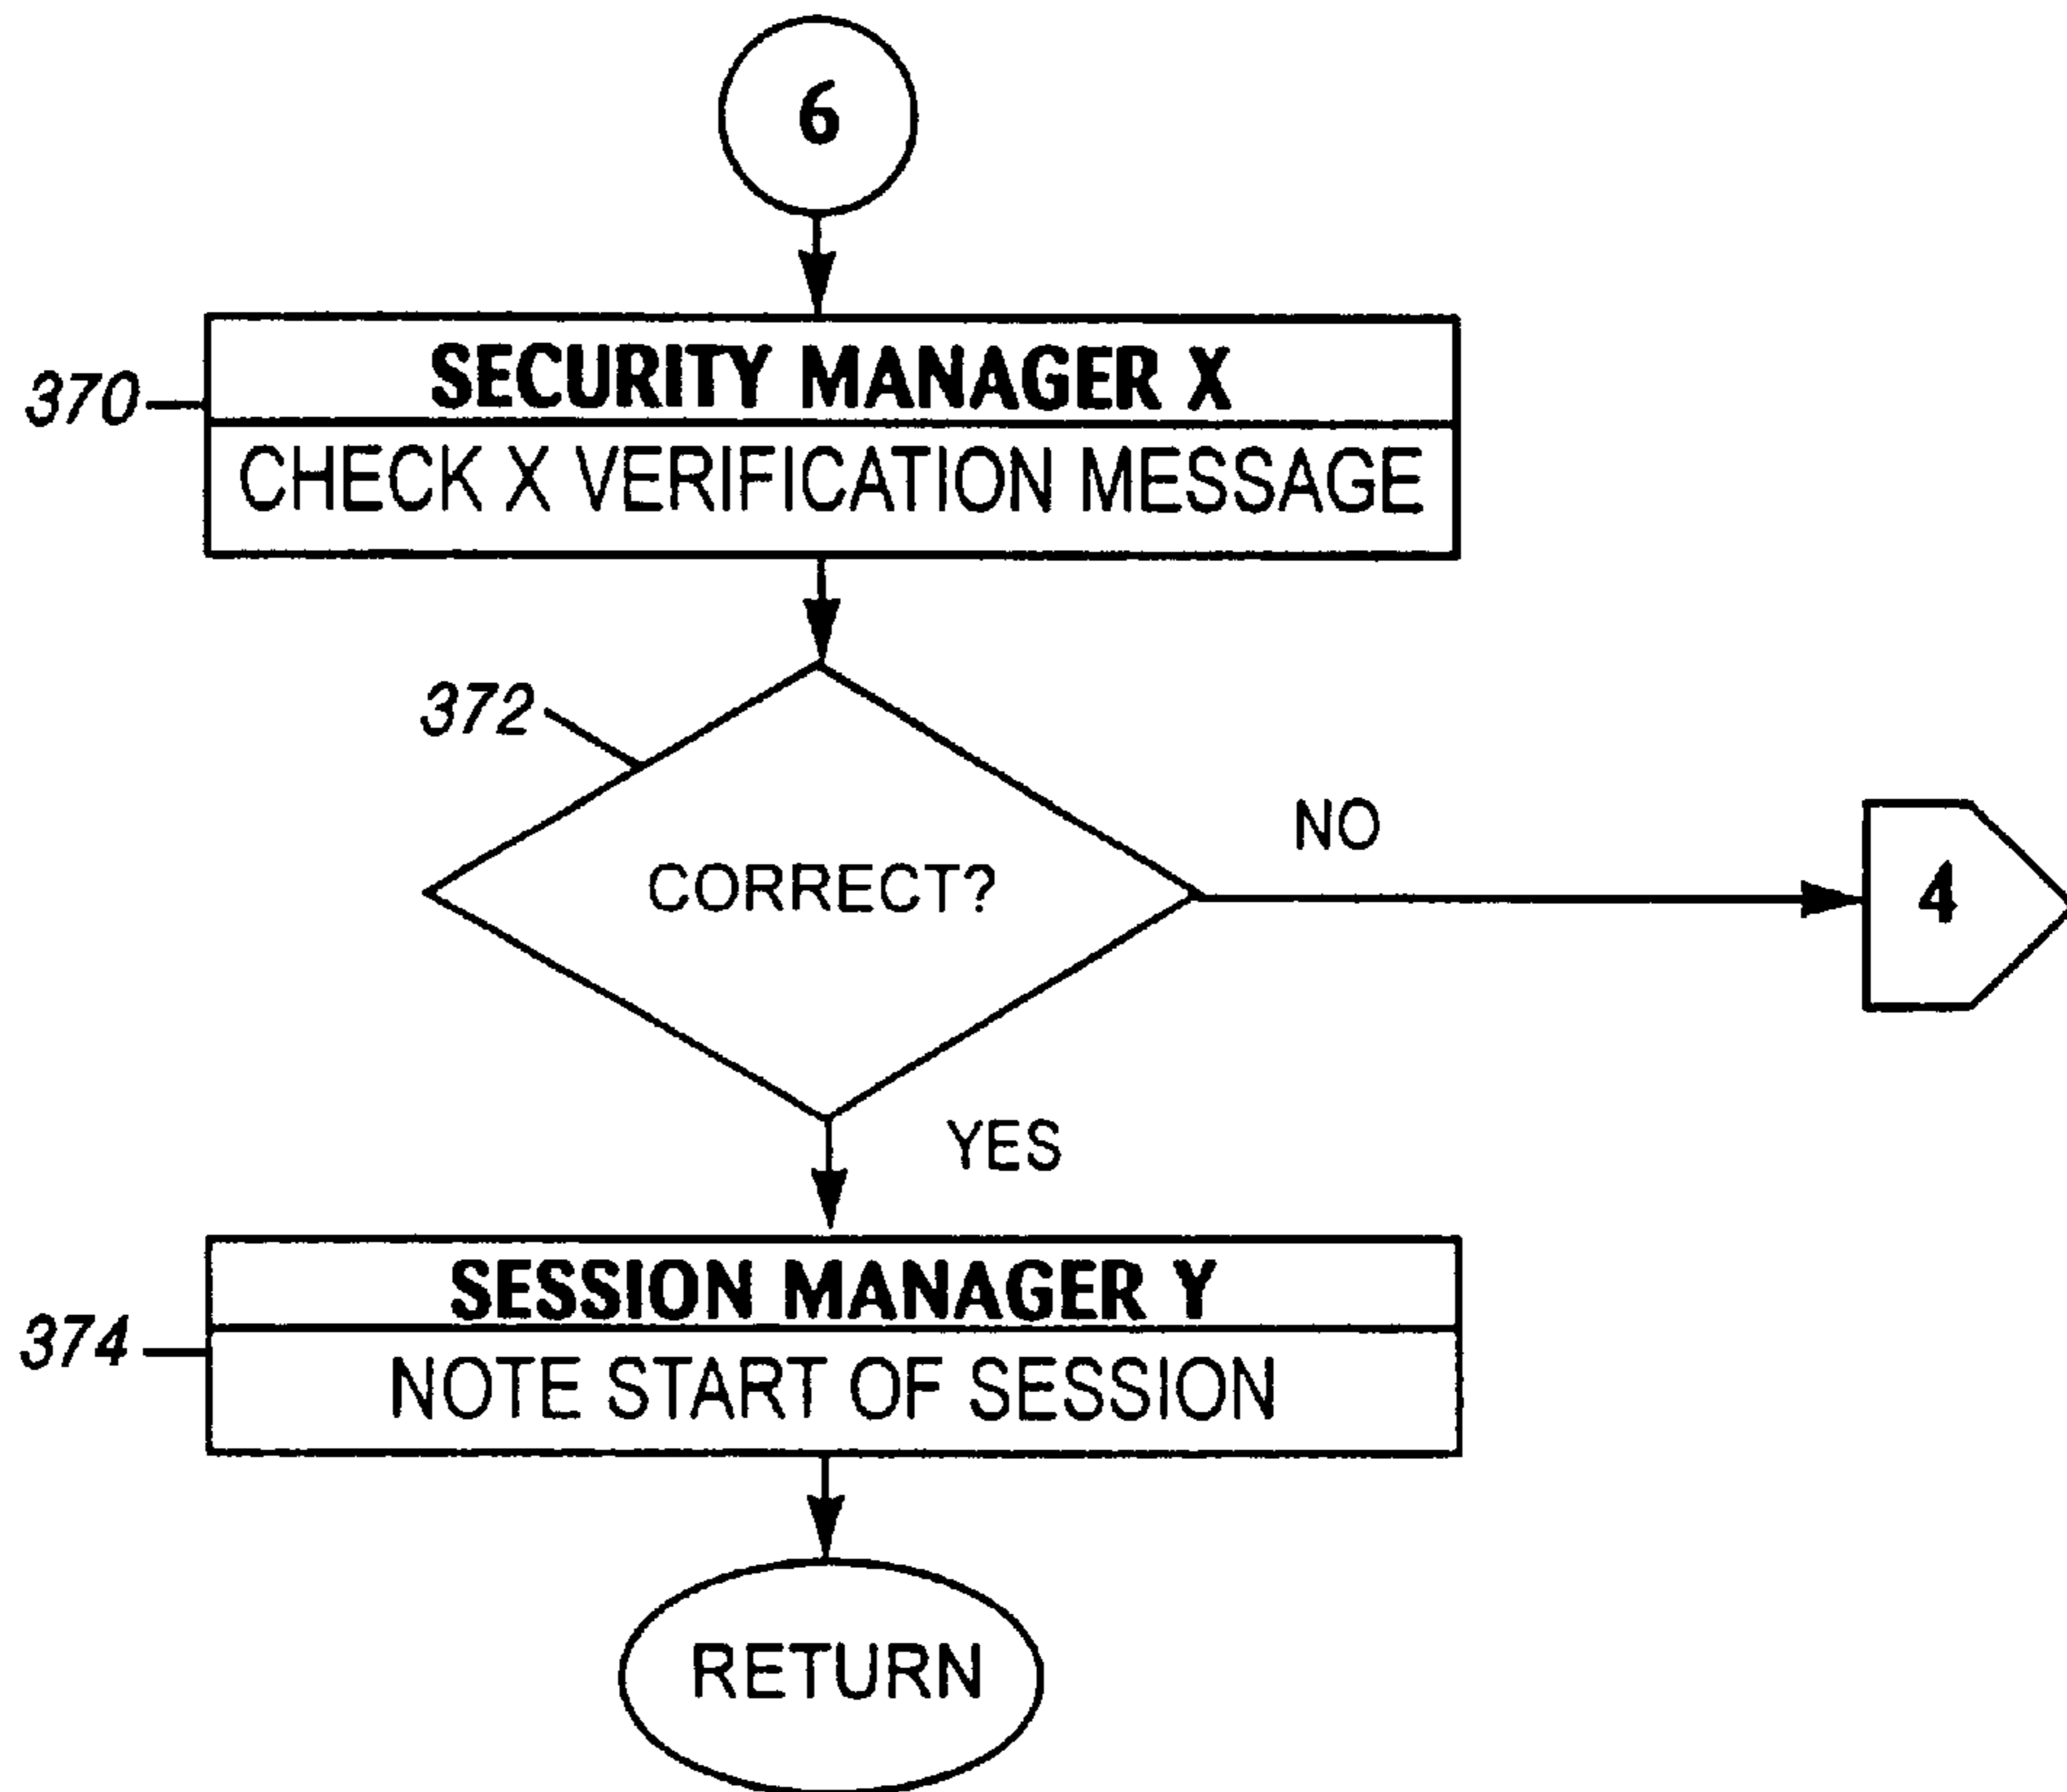 6
SECURITY MANAGER X
370
CHECK X VERIFICATION MESSAGE
372
NO
CORRECT?
4
YES
SESSION MANAGER Y
374
NOTE START OF SESSION
RETURN